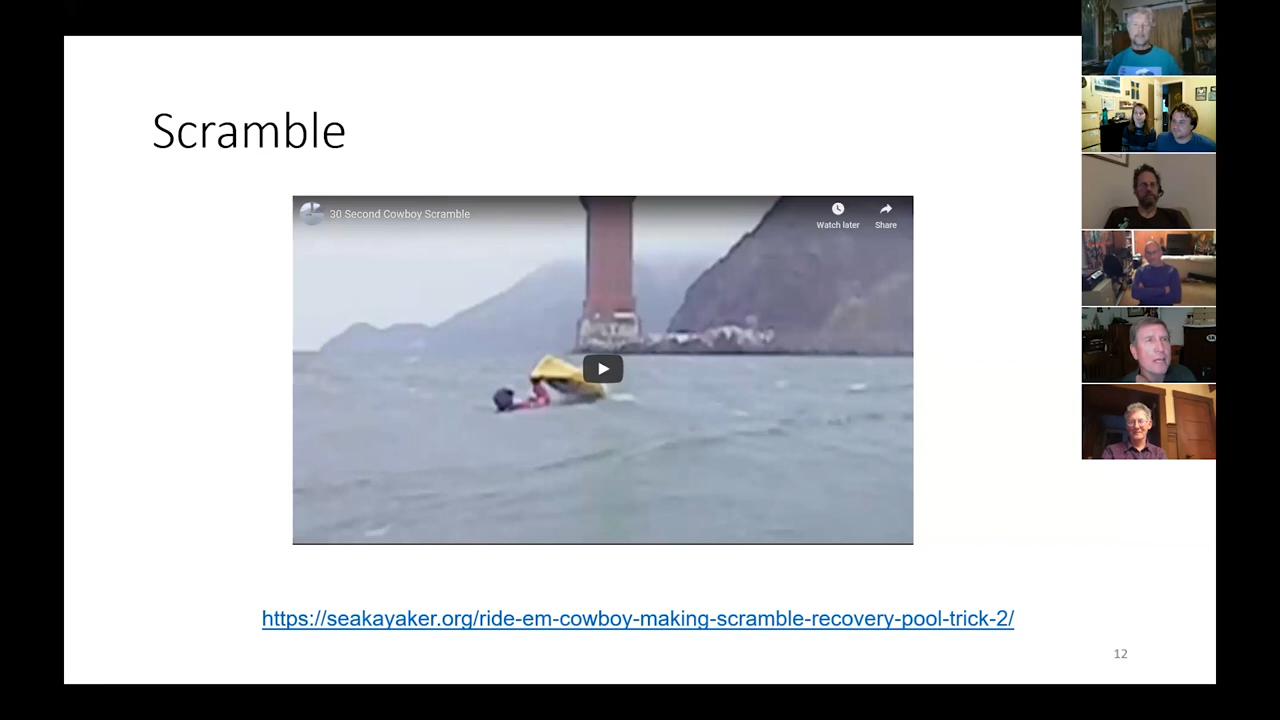 Scramble
30 Second Cowboy Scramble
Watch later
Share
https://seakayaker.org/ride-em-cowboy-making-scramble-recovery-pool-trick-2/
12